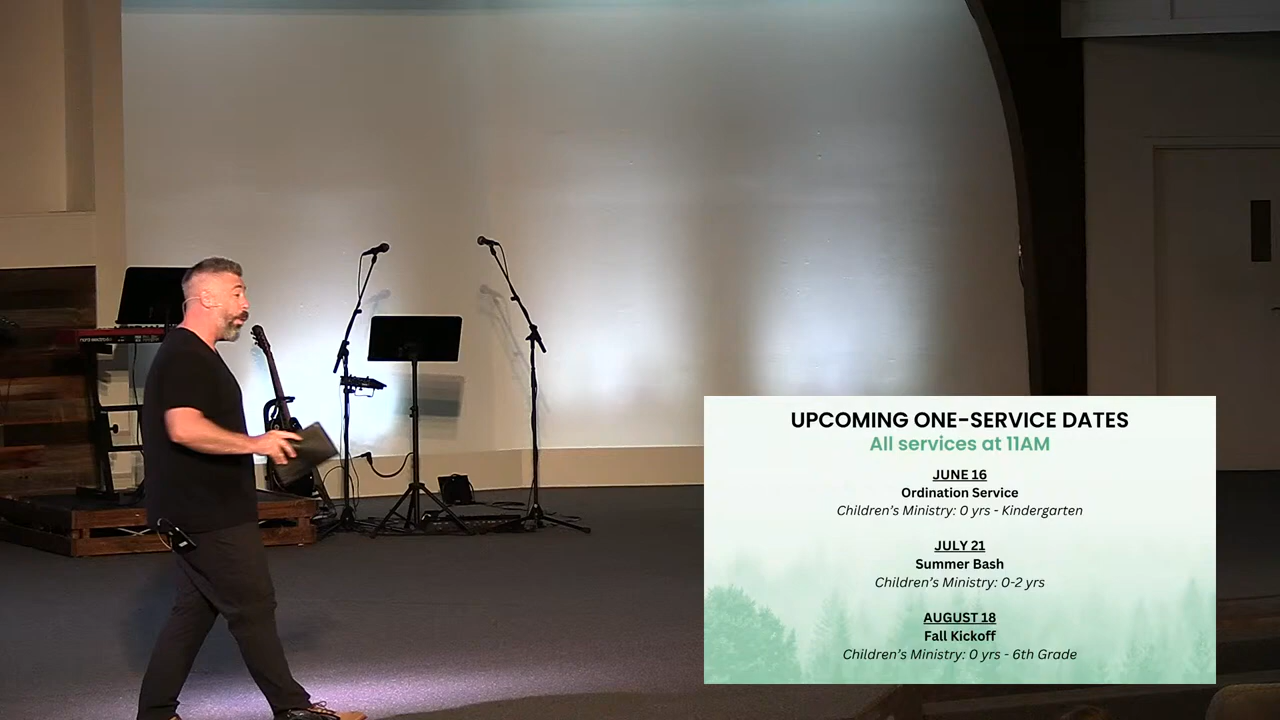 UPCOMING ONE-SERVICE DATES
All services at 11AM
JUNE 16
Ordination Service
Children's Ministry: 0 yrs - Kindergarten
JULY 21
Summer Bash
Children's Ministry: 0-2 yrs
AUGUST 18
Fall Kickoff
Children's Ministry: 0 yrs - 6th Grade